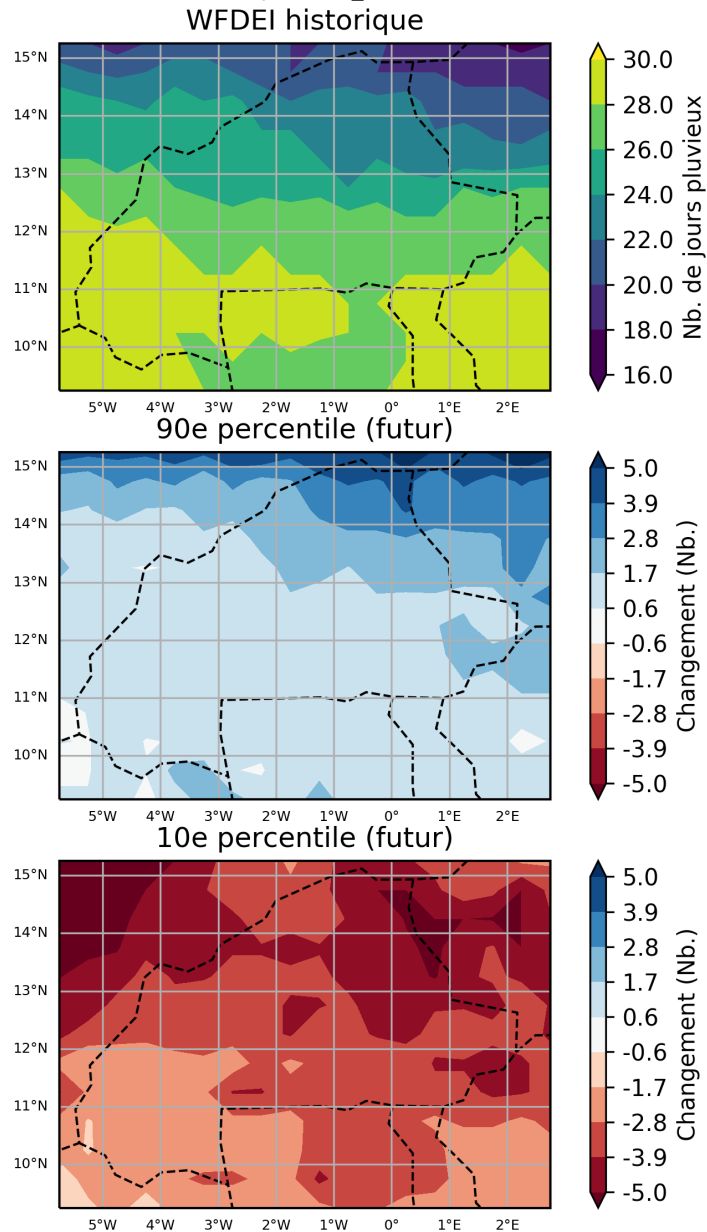 WFDEI historique
15°N
14°N
13°N
12°N
11°N
10°N
5°W 4°W 3°W 2°W 1°W 0° 1°E 2°E
30.0
28.0
26.0
24.0
22.0
20.0
18.0
16.0
Nb. de jours pluvieux
90e percentile (futur)
15°N
14°N
13°N
12°N
11°N
10°N
5°W 4°W 3°W 2°W 1°W 0° 1°E 2°E
5.0
3.9
2.8
1.7
0.6
-0.6
-1.7
-2.8
-3.9
-5.0
Changement (Nb.)
10e percentile (futur)
15°N
14°N
13°N
12°N
11°N
10°N
5°W 4°W 3°W 2°W 1°W 0° 1°E 2°E
5.0
3.9
2.8
1.7
0.6
-0.6
-1.7
-2.8
-3.9
-5.0
Changement (Nb.)